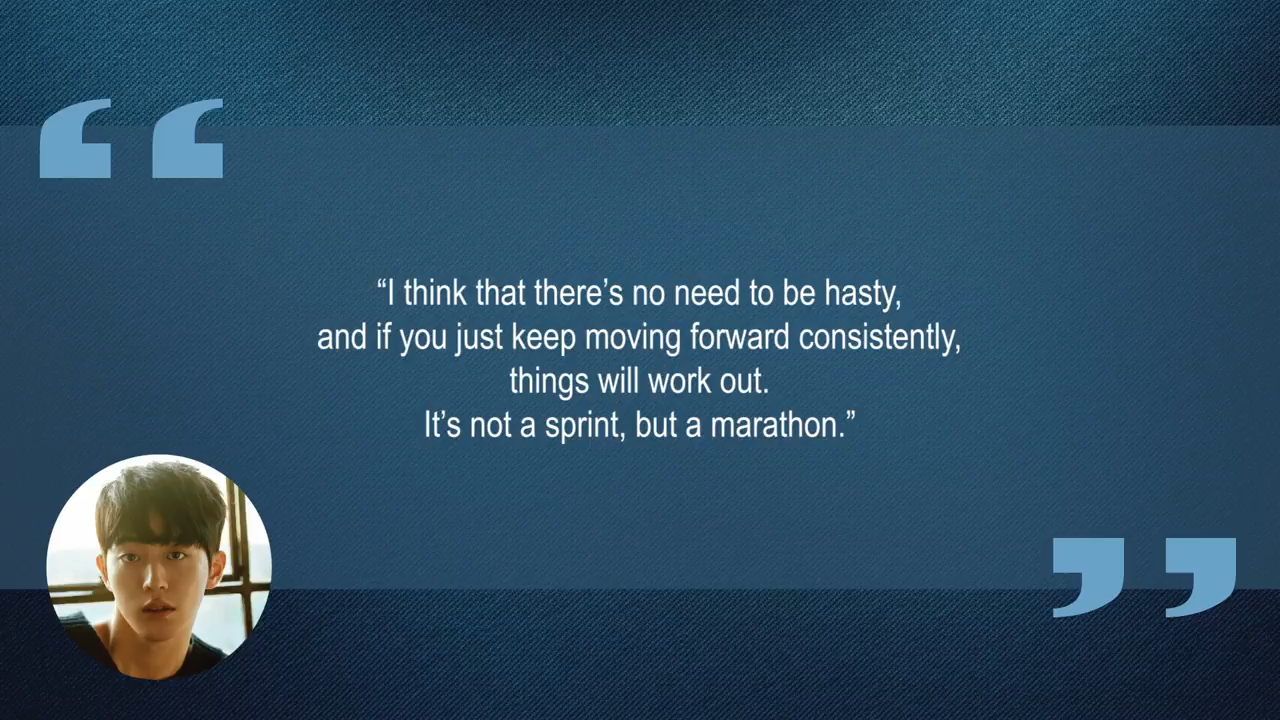 “I think that there’s no need to be hasty,
and if you just keep moving forward consistently,
things will work out.
It’s not a sprint, but a marathon.”